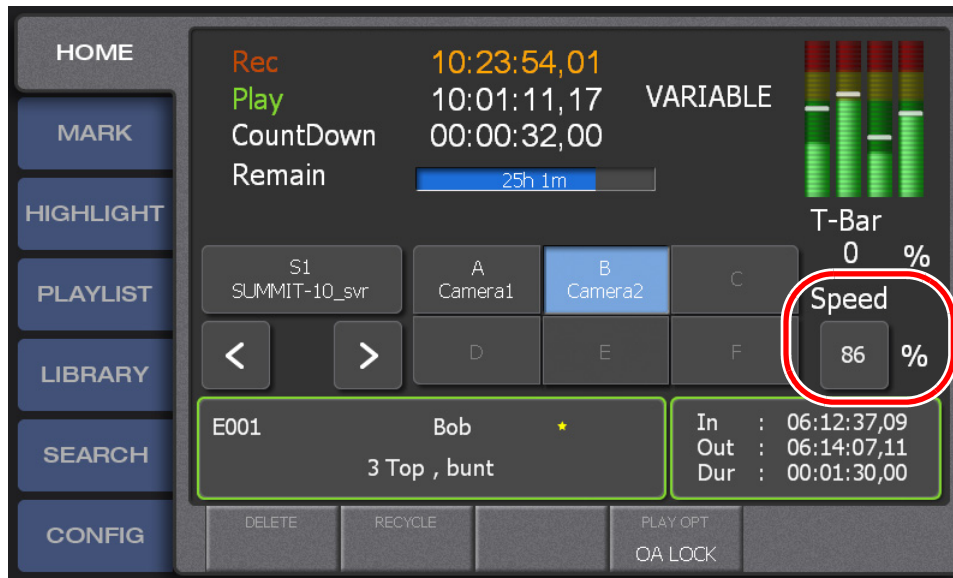 HOME
MARK
HIGHLIGHT
PLAYLIST
LIBRARY
SEARCH
CONFIG
Rec 10:23:54,01
Play 10:01:11,17 VARIABLE
CountDown 00:00:32,00
Remain 25h 1m
T-Bar
0 %
S1
SUMMIT-10_svr
A
Camera1
B
Camera2
C
Speed
86 %
<
>
D
E
F
E001 Bob ★
3 Top , bunt
In : 06:12:37,09
Out : 06:14:07,11
Dur : 00:01:30,00
DELETE
RECYCLE
PLAY OPT
OA LOCK